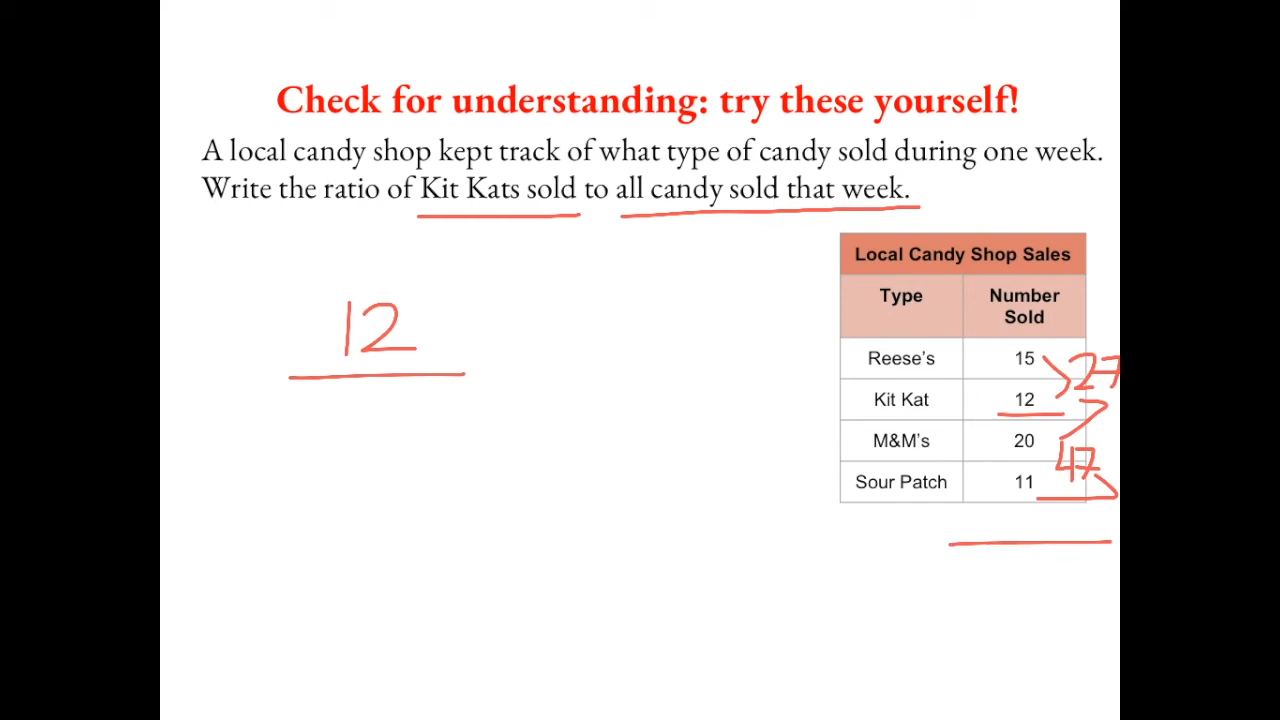 Check for understanding: try these yourself!
A local candy shop kept track of what type of candy sold during one week.
Write the ratio of Kit Kats sold to all candy sold that week.
12
Local Candy Shop Sales
Type Number Sold
Reese's 15
27
Kit Kat 12
M&M's 20
47
Sour Patch 11